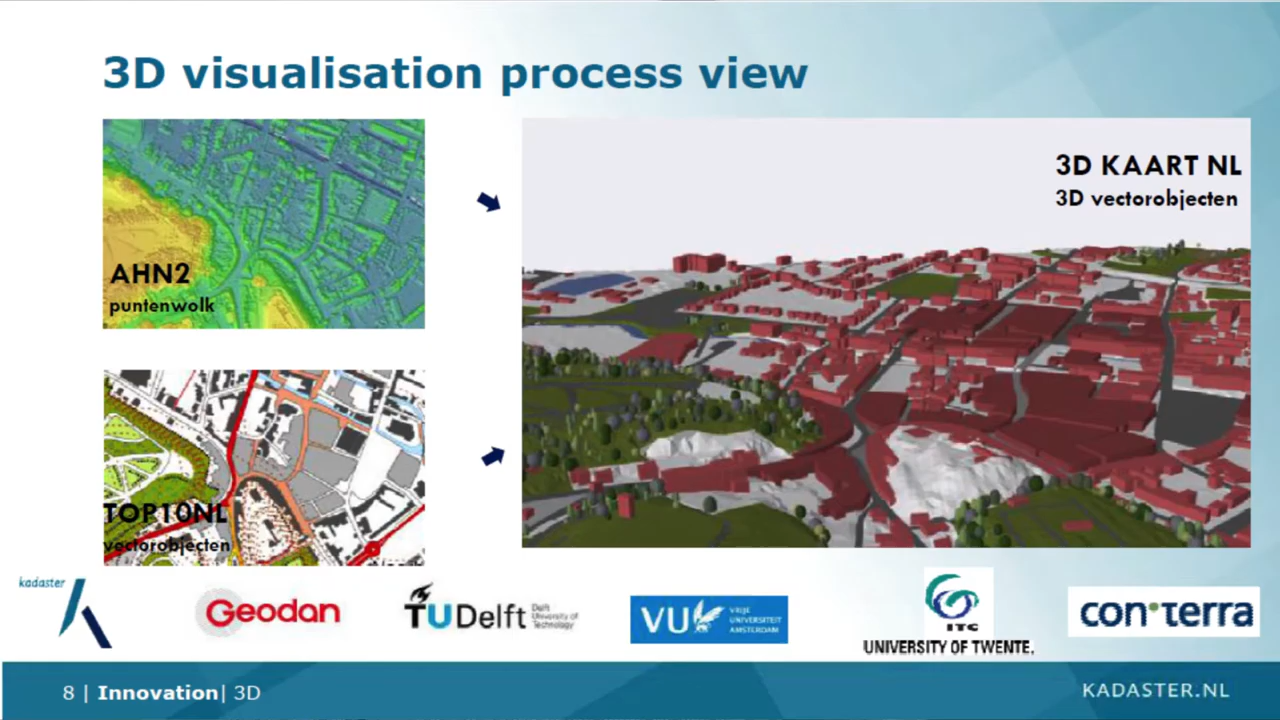 3D visualisation process view
AHN2
puntenwolk
3D KAART NL
3D vectorobjecten
TOP10NL
vectorobjecten
kadaster
Geodan
TUDelft
Delft
University of
Technology
VU
VRIJE
UNIVERSITEIT
AMSTERDAM
ITC
UNIVERSITY OF TWENTE.
con·terra
8 | Innovation| 3D
KADASTER.NL